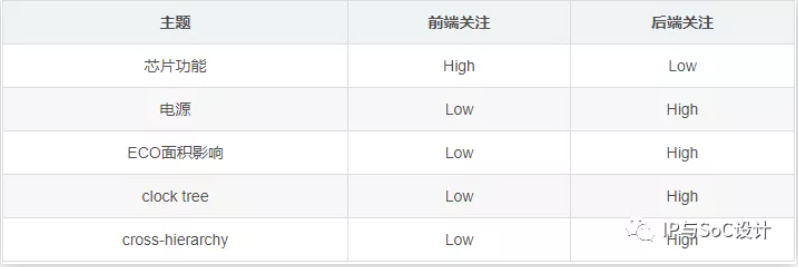 主题 前端关注 后端关注
芯片功能 High Low
电源 Low High
ECO面积影响 Low High
clock tree Low High
cross-hierarchy Low High
IP与SoC设计